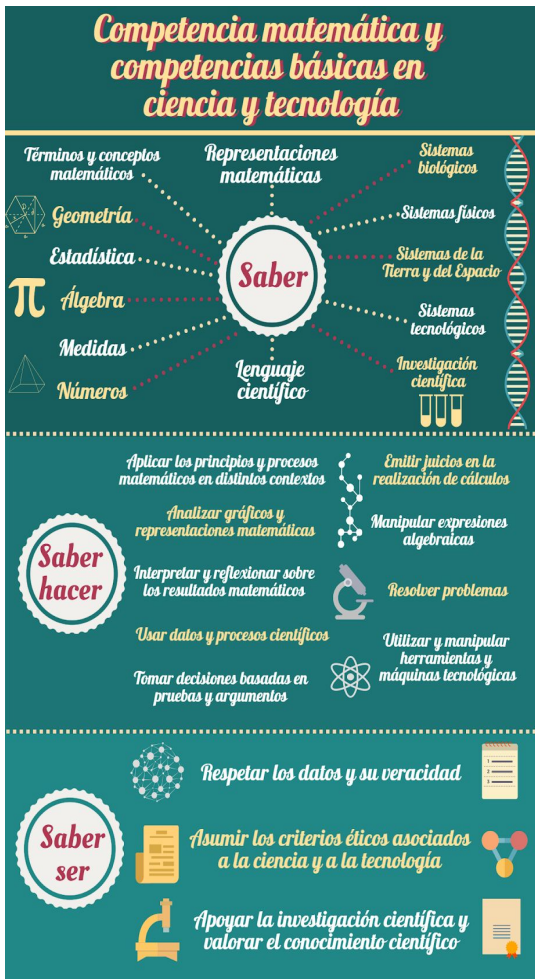 Competencia matemática y
competencias básicas en
ciencia y tecnología
Términos y conceptos
matemáticos
Geometría
Estadística
Álgebra
π
Medidas
Números
Representaciones
matemáticas
Saber
Lenguaje
científico
Sistemas
biológicos
Sistemas físicos
Sistemas de la
Tierra y del Espacio
Sistemas
tecnológicos
Investigación
científica
Saber
hacer
Aplicar los principios y procesos
matemáticos en distintos contextos
Analizar gráficos y
representaciones matemáticas
Interpretar y reflexionar sobre
los resultados matemáticos
Usar datos y procesos científicos
Tomar decisiones basadas en
pruebas y argumentos
Emitir juicios en la
realización de cálculos
Manipular expresiones
algebraicas
Resolver problemas
Utilizar y manipular
herramientas y
máquinas tecnológicas
Saber
ser
Respetar los datos y su veracidad
1
2
3
Asumir los criterios éticos asociados
a la ciencia y a la tecnología
Apoyar la investigación científica y
valorar el conocimiento científico